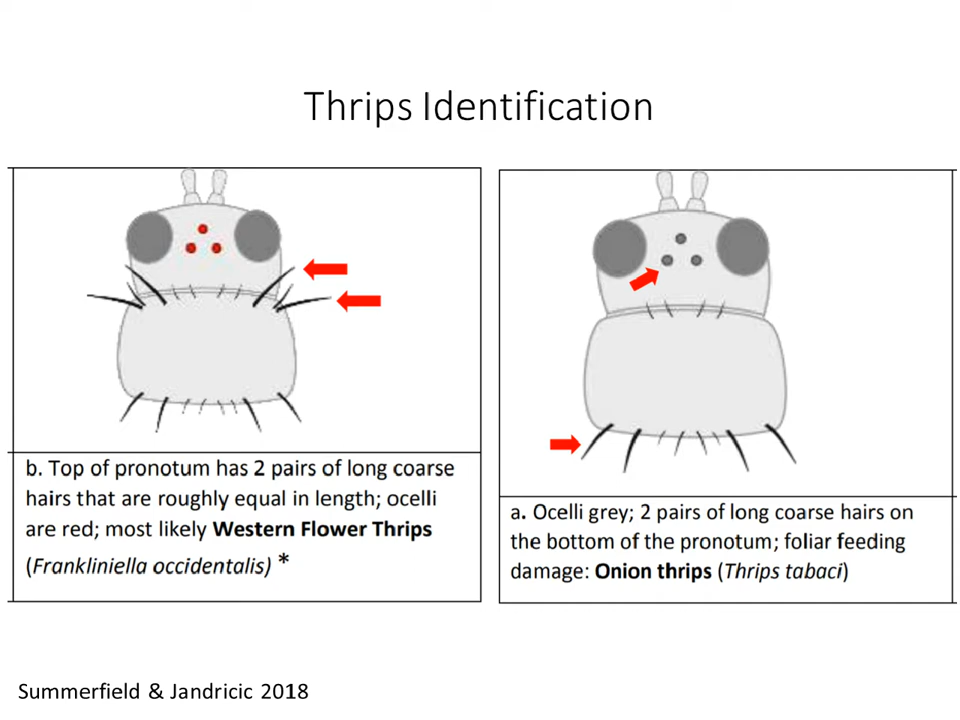 Thrips Identification
b. Top of pronotum has 2 pairs of long coarse
hairs that are roughly equal in length; ocelli
are red; most likely Western Flower Thrips
(Frankliniella occidentalis) *
a. Ocelli grey; 2 pairs of long coarse hairs on
the bottom of the pronotum; foliar feeding
damage: Onion thrips (Thrips tabaci)
Summerfield & Jandricic 2018